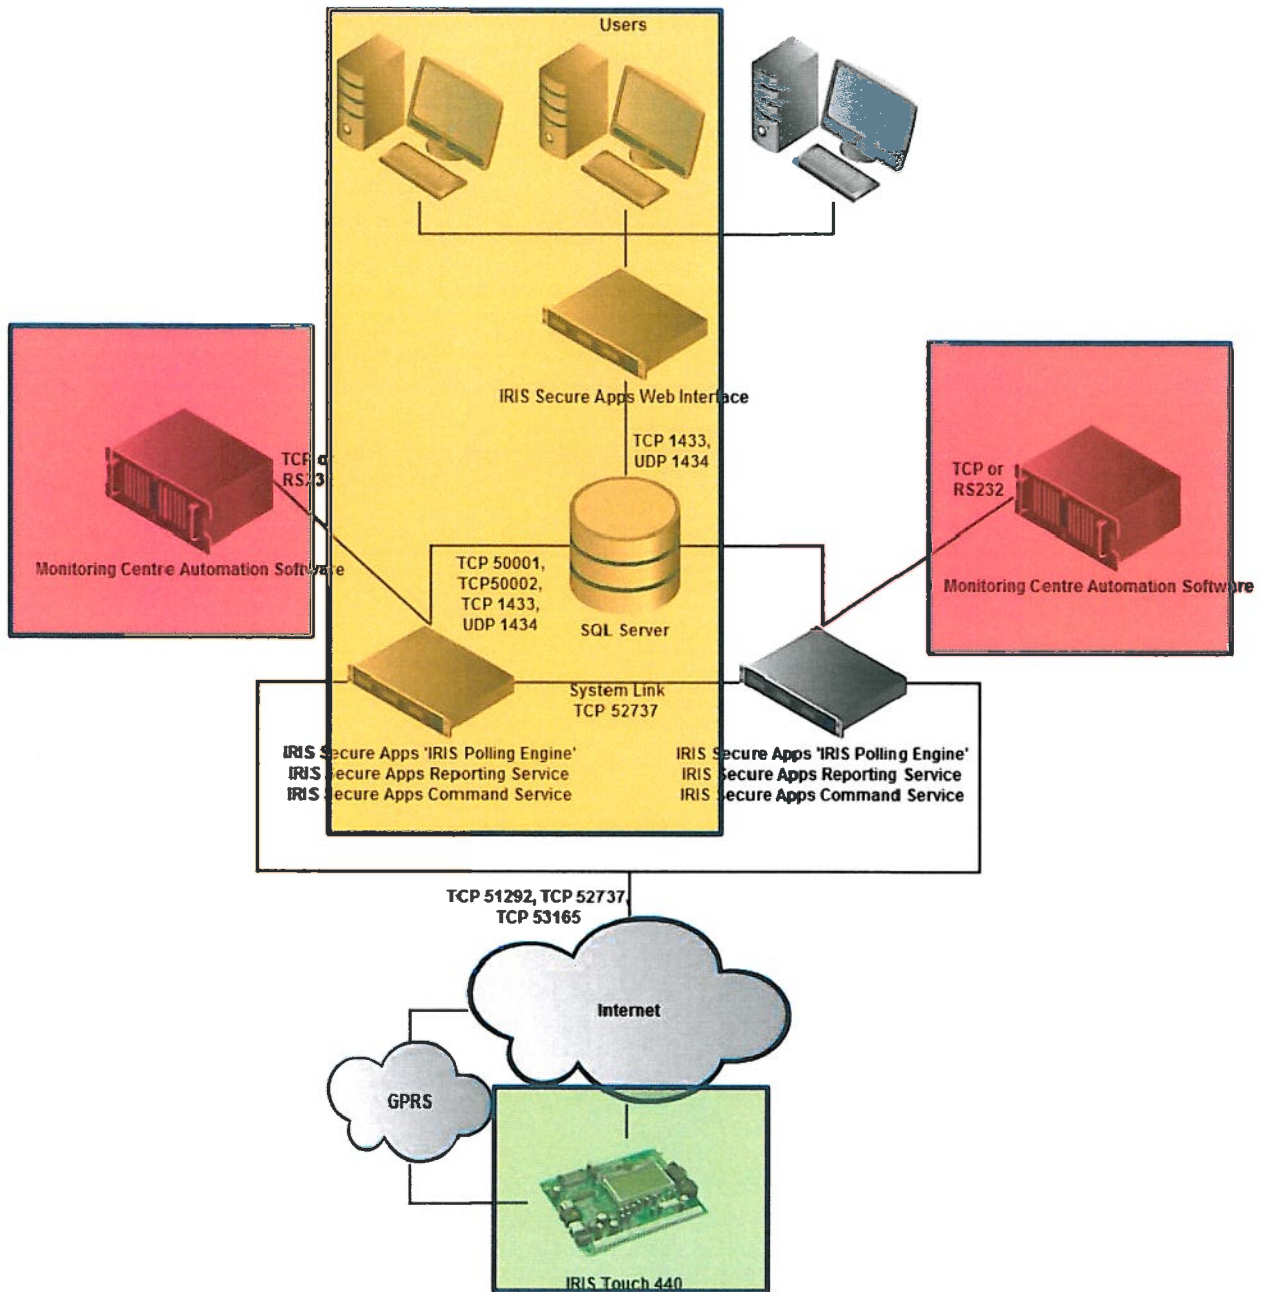 Users
IRIS Secure Apps Web Interface
TCP 1433,
UDP 1434
TCP or
RS23
Monitoring Centre Automation Software
TCP or
RS232
Monitoring Centre Automation Software
TCP 50001,
TCP50002,
TCP 1433,
UDP 1434
SQL Server
System Link
TCP 52737
IRIS Secure Apps 'IRIS Polling Engine'
IRIS Secure Apps Reporting Service
IRIS Secure Apps Command Service
IRIS Secure Apps 'IRIS Polling Engine'
IRIS Secure Apps Reporting Service
IRIS Secure Apps Command Service
TCP 51292, TCP 52737,
TCP 53165
Internet
GPRS
IRIS Touch 440